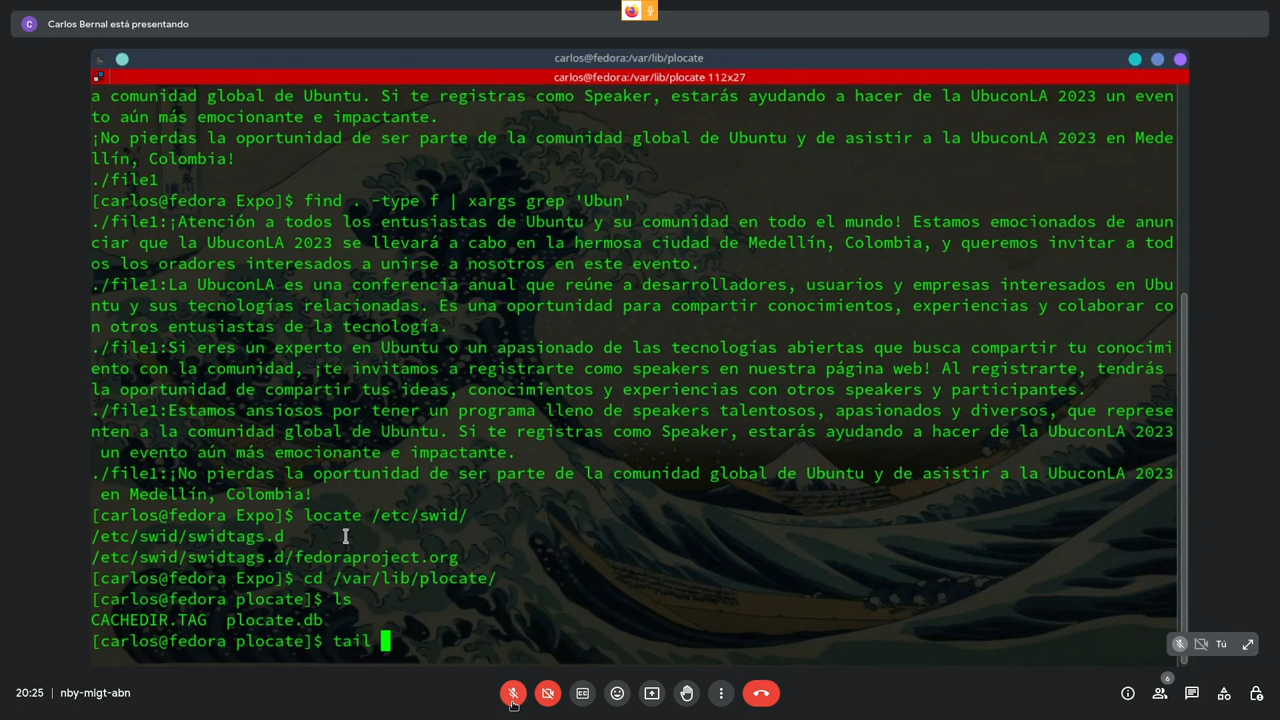 C Carlos Bernal está presentando
carlos@fedora:/var/lib/plocate
carlos@fedora:/var/lib/plocate 112x27
a comunidad global de Ubuntu. Si te registras como Speaker, estarás ayudando a hacer de la UbuconLA 2023 un even
to aún más emocionante e impactante.
¡No pierdas la oportunidad de ser parte de la comunidad global de Ubuntu y de asistir a la UbuconLA 2023 en Mede
llín, Colombia!
./file1
[carlos@fedora Expo]$ find . -type f | xargs grep 'Ubun'
./file1:¡Atención a todos los entusiastas de Ubuntu y su comunidad en todo el mundo! Estamos emocionados de anun
ciar que la UbuconLA 2023 se llevará a cabo en la hermosa ciudad de Medellín, Colombia, y queremos invitar a tod
os los oradores interesados a unirse a nosotros en este evento.
./file1:La UbuconLA es una conferencia anual que reúne a desarrolladores, usuarios y empresas interesados en Ubu
ntu y sus tecnologías relacionadas. Es una oportunidad para compartir conocimientos, experiencias y colaborar co
n otros entusiastas de la tecnología.
./file1:Si eres un experto en Ubuntu o un apasionado de las tecnologías abiertas que busca compartir tu conocimi
ento con la comunidad, ¡te invitamos a registrarte como speakers en nuestra página web! Al registrarte, tendrás
la oportunidad de compartir tus ideas, conocimientos y experiencias con otros speakers y participantes.
./file1:Estamos ansiosos por tener un programa lleno de speakers talentosos, apasionados y diversos, que represe
nten a la comunidad global de Ubuntu. Si te registras como Speaker, estarás ayudando a hacer de la UbuconLA 2023
un evento aún más emocionante e impactante.
./file1:¡No pierdas la oportunidad de ser parte de la comunidad global de Ubuntu y de asistir a la UbuconLA 2023
en Medellín, Colombia!
[carlos@fedora Expo]$ locate /etc/swid/
/etc/swid/swidtags.d
/etc/swid/swidtags.d/fedoraproject.org
[carlos@fedora Expo]$ cd /var/lib/plocate/
[carlos@fedora plocate]$ ls
CACHEDIR.TAG plocate.db
[carlos@fedora plocate]$ tail
Tú
20:25 | nby-migt-abn
6